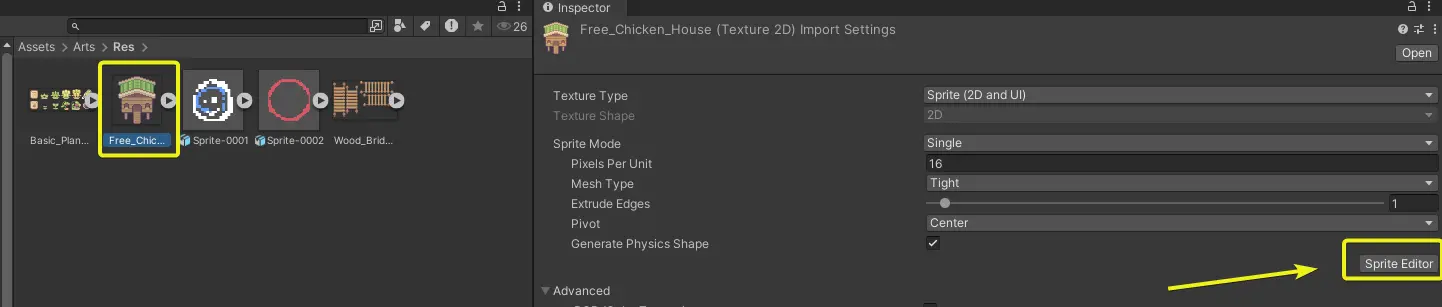 26
Assets > Arts > Res
Basic_Plan...
Free_Chic...
Sprite-0001
Sprite-0002
Wood_Brid...
Inspector
Free_Chicken_House (Texture 2D) Import Settings
Open
Texture Type
Sprite (2D and UI)
Texture Shape
2D
Sprite Mode
Single
Pixels Per Unit
16
Mesh Type
Tight
Extrude Edges
1
Pivot
Center
Generate Physics Shape
Sprite Editor
Advanced